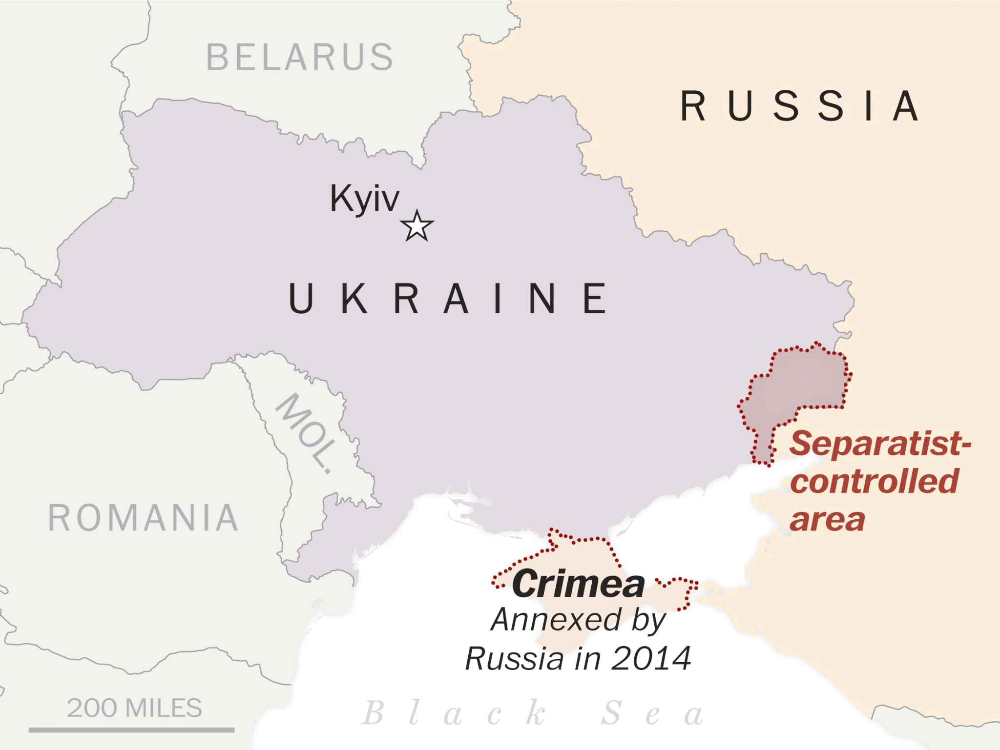 BELARUS
RUSSIA
Kyiv
UKRAINE
MOL.
Separatist-
controlled
area
ROMANIA
Crimea
Annexed by
Russia in 2014
200 MILES
Black Sea